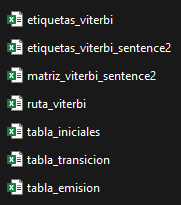 etiquetas_viterbi
etiquetas_viterbi_sentence2
matriz_viterbi_sentence2
ruta_viterbi
tabla_iniciales
tabla_transicion
tabla_emision